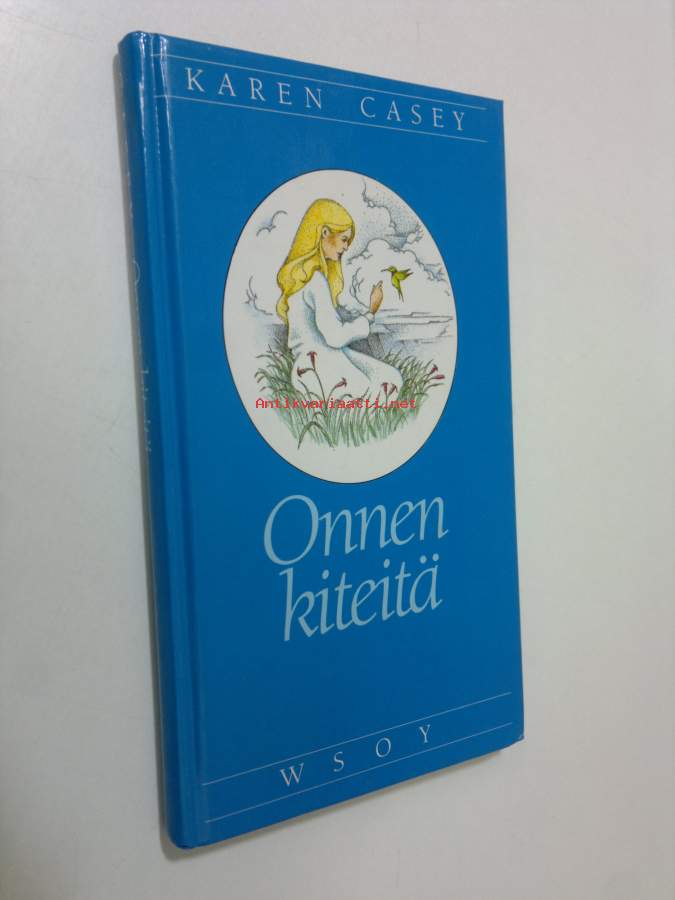 KAREN CASEY
Antikvariaatti.net
Onnen
kiteitä
WSOY